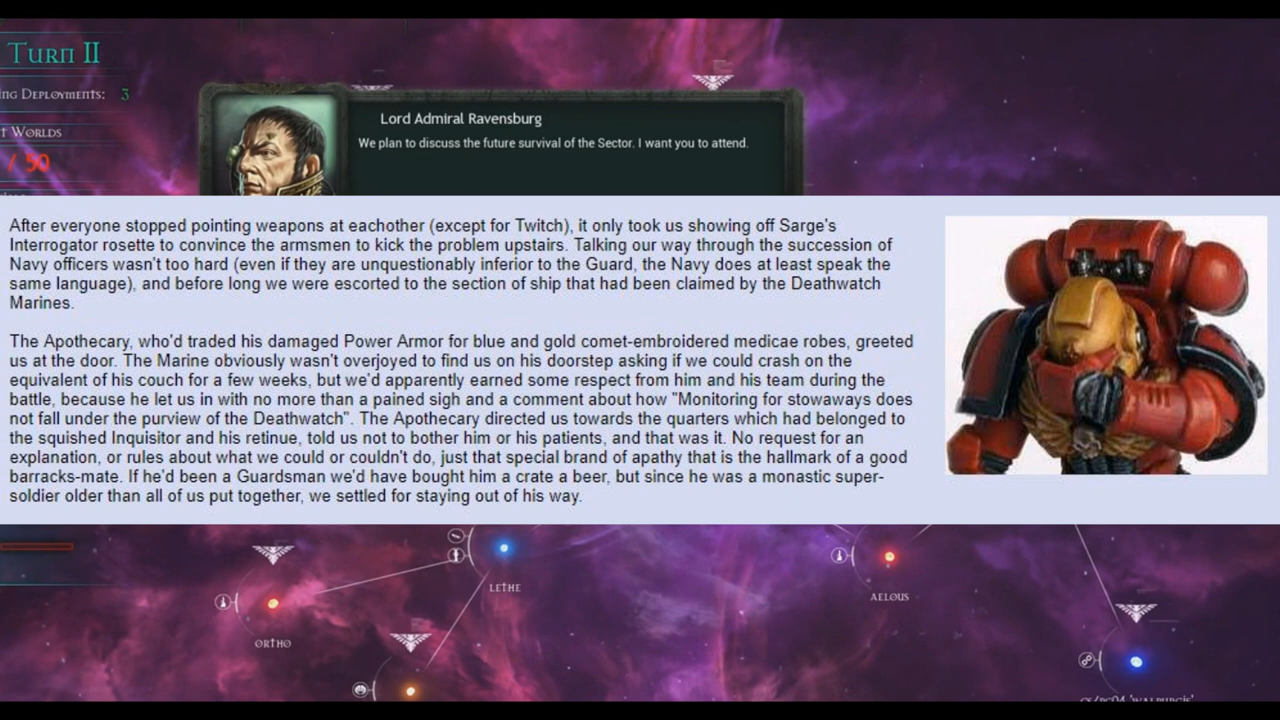 Turn II
ng Deployments: 3
t Worlds
/ 50
Lord Admiral Ravensburg
We plan to discuss the future survival of the Sector. I want you to attend.
After everyone stopped pointing weapons at eachother (except for Twitch), it only took us showing off Sarge's
Interrogator rosette to convince the armsmen to kick the problem upstairs. Talking our way through the succession of
Navy officers wasn't too hard (even if they are unquestionably inferior to the Guard, the Navy does at least speak the
same language), and before long we were escorted to the section of ship that had been claimed by the Deathwatch
Marines.
The Apothecary, who'd traded his damaged Power Armor for blue and gold comet-embroidered medicae robes, greeted
us at the door. The Marine obviously wasn't overjoyed to find us on his doorstep asking if we could crash on the
equivalent of his couch for a few weeks, but we'd apparently earned some respect from him and his team during the
battle, because he let us in with no more than a pained sigh and a comment about how "Monitoring for stowaways does
not fall under the purview of the Deathwatch". The Apothecary directed us towards the quarters which had belonged to
the squished Inquisitor and his retinue, told us not to bother him or his patients, and that was it. No request for an
explanation, or rules about what we could or couldn't do, just that special brand of apathy that is the hallmark of a good
barracks-mate. If he'd been a Guardsman we'd have bought him a crate a beer, but since he was a monastic super-
soldier older than all of us put together, we settled for staying out of his way.
Lethe
Aelous
Ortho